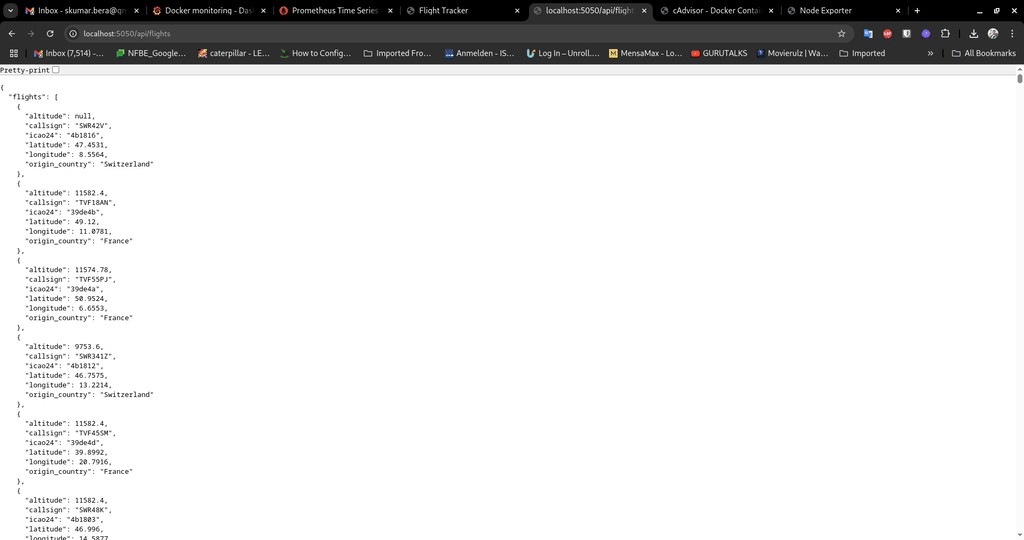 Inbox - skumar.bera@gm
Docker monitoring - Das
Prometheus Time Series
Flight Tracker
localhost:5050/api/fligh
cAdvisor - Docker Conta
Node Exporter
localhost:5050/api/flights
Inbox (7,514) -...
NFBE_Google...
caterpillar - LE...
How to Config...
Imported Fro...
Anmelden - IS...
Log In – Unroll....
MensaMax - Lo...
GURUTALKS
Movierulz | Wa...
Imported
»
All Bookmarks
Pretty-print
{
"flights": [
{
"altitude": null,
"callsign": "SWR42V",
"icao24": "4b1816",
"latitude": 47.4531,
"longitude": 8.5564,
"origin_country": "Switzerland"
},
{
"altitude": 11582.4,
"callsign": "TVF18AN",
"icao24": "39de4b",
"latitude": 49.12,
"longitude": 11.0781,
"origin_country": "France"
},
{
"altitude": 11574.78,
"callsign": "TVF55PJ",
"icao24": "39de4a",
"latitude": 50.9524,
"longitude": 6.6553,
"origin_country": "France"
},
{
"altitude": 9753.6,
"callsign": "SWR341Z",
"icao24": "4b1812",
"latitude": 46.7575,
"longitude": 13.2214,
"origin_country": "Switzerland"
},
{
"altitude": 11582.4,
"callsign": "TVF45SM",
"icao24": "39de4d",
"latitude": 39.8992,
"longitude": 20.7916,
"origin_country": "France"
},
{
"altitude": 11582.4,
"callsign": "SWR48K",
"icao24": "4b1803",
"latitude": 46.996,
"longitude": 14.5877,